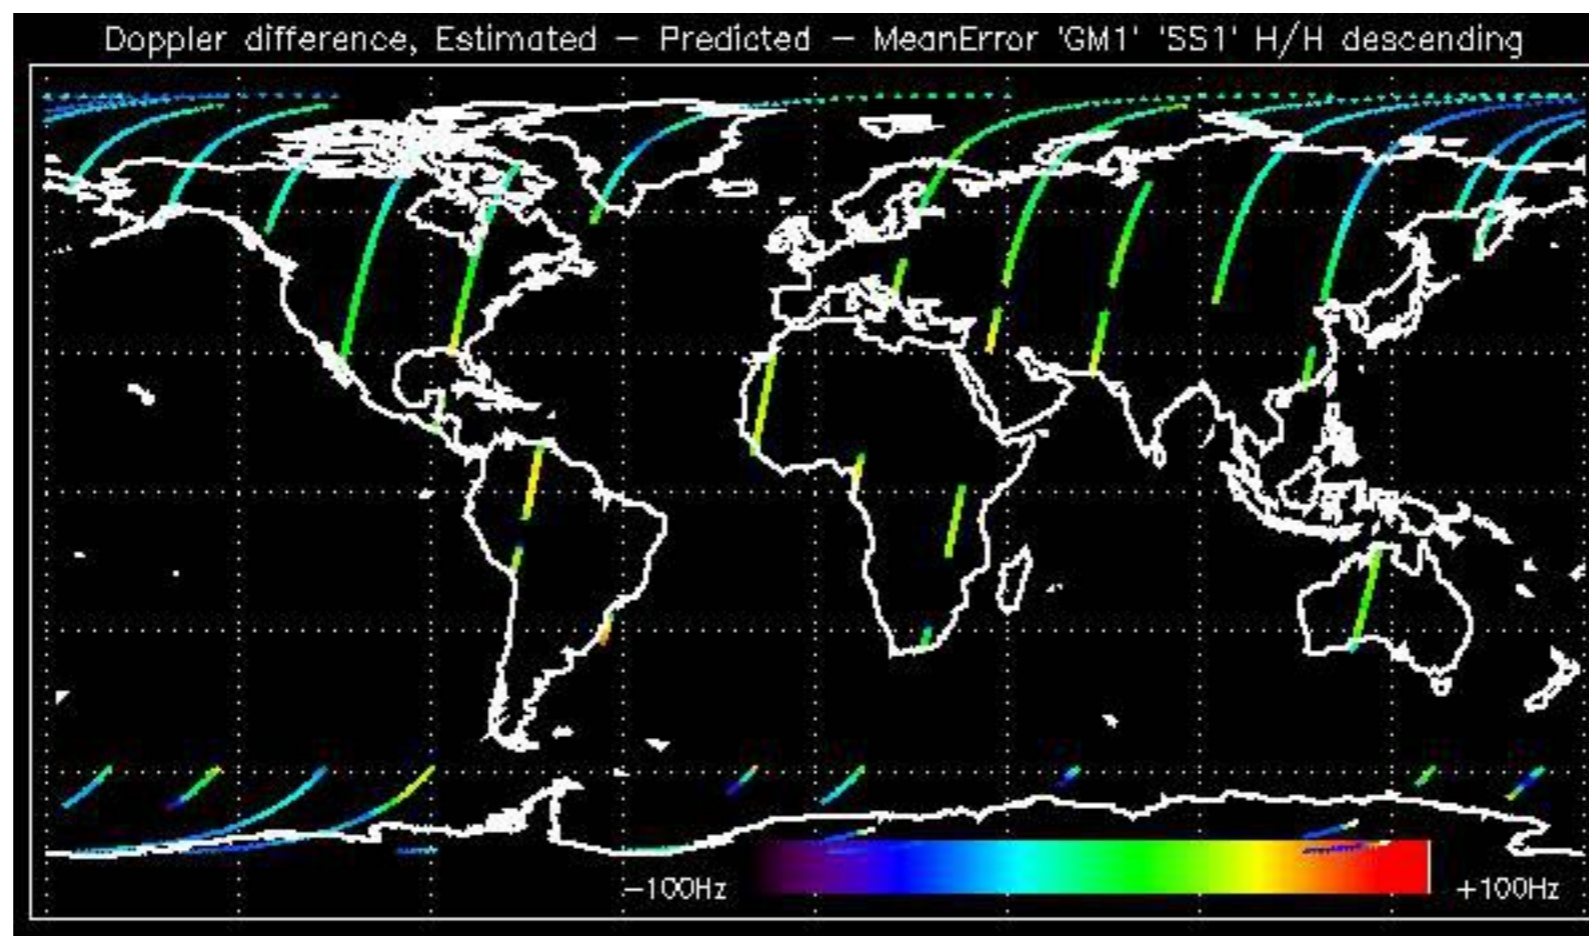 Doppler difference, Estimated – Predicted – MeanError 'GM1' 'SS1' H/H descending
–100Hz +100Hz